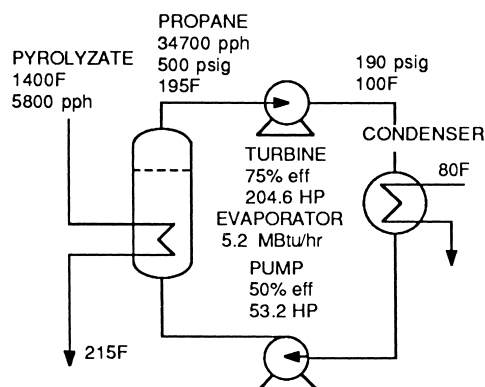 PROPANE
34700 pph
500 psig
195F
PYROLYZATE
1400F
5800 pph
190 psig
100F
CONDENSER
80F
TURBINE
75% eff
204.6 HP
EVAPORATOR
5.2 MBtu/hr
PUMP
50% eff
53.2 HP
215F